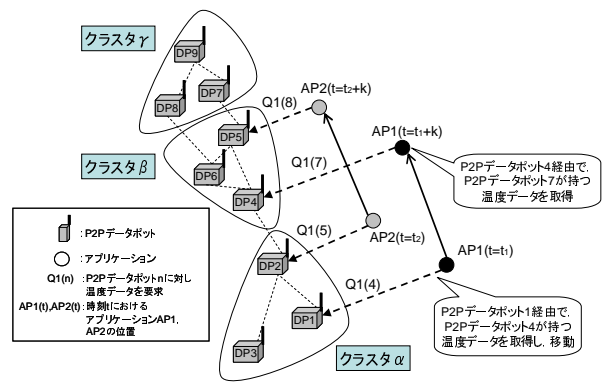 クラスタγ
DP9
DP7
DP8
AP2(t=t2+k)
Q1(8)
DP5
AP1(t=t1+k)
クラスタβ
Q1(7)
DP6
DP4
P2Pデータポット4経由で,
P2Pデータポット7が持つ
温度データを取得
:P2Pデータポット
:アプリケーション
Q1(n) :P2Pデータポットnに対し
温度データを要求
AP1(t),AP2(t):時刻tにおける
アプリケーションAP1,
AP2の位置
Q1(5)
AP2(t=t2)
DP2
AP1(t=t1)
Q1(4)
DP1
DP3
P2Pデータポット1経由で,
P2Pデータポット4が持つ
温度データを取得し,移動
クラスタα